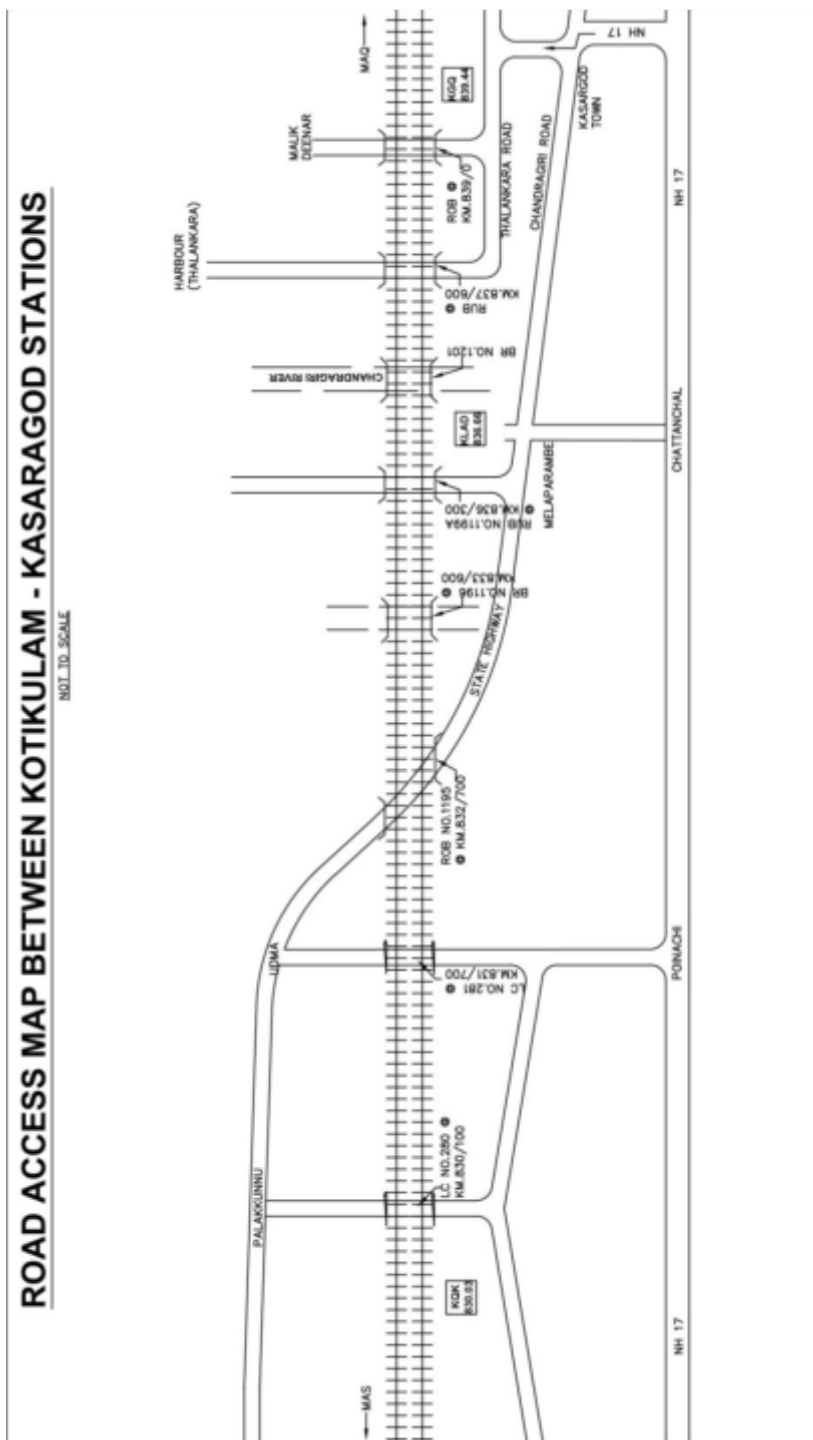 ROAD ACCESS MAP BETWEEN KOTIKULAM - KASARAGOD STATIONS
NOT TO SCALE
MAS
PALAKKUNNU
KQK
830.03
LC NO.280 @
KM.830/100
NH 17
UDMA
LC NO.281 @
KM.831/700
POINACHI
ROB NO.1195
@ KM.832/700
STATE HIGHWAY
BR NO.1196 @
KM.833/600
RUB NO.1199A
@ KM.836/300
MELAPARAMBE
KLAD
836.66
CHATTANCHAL
CHANDRAGIRI RIVER
BR NO.1201
HARBOUR
(THALANKARA)
RUB @
KM.837/600
MALIK
DEENAR
ROB @
KM.839/0
THALANKARA ROAD
CHANDRAGIRI ROAD
KGQ
839.44
KASARGOD
TOWN
NH 17
NH 17
MAQ